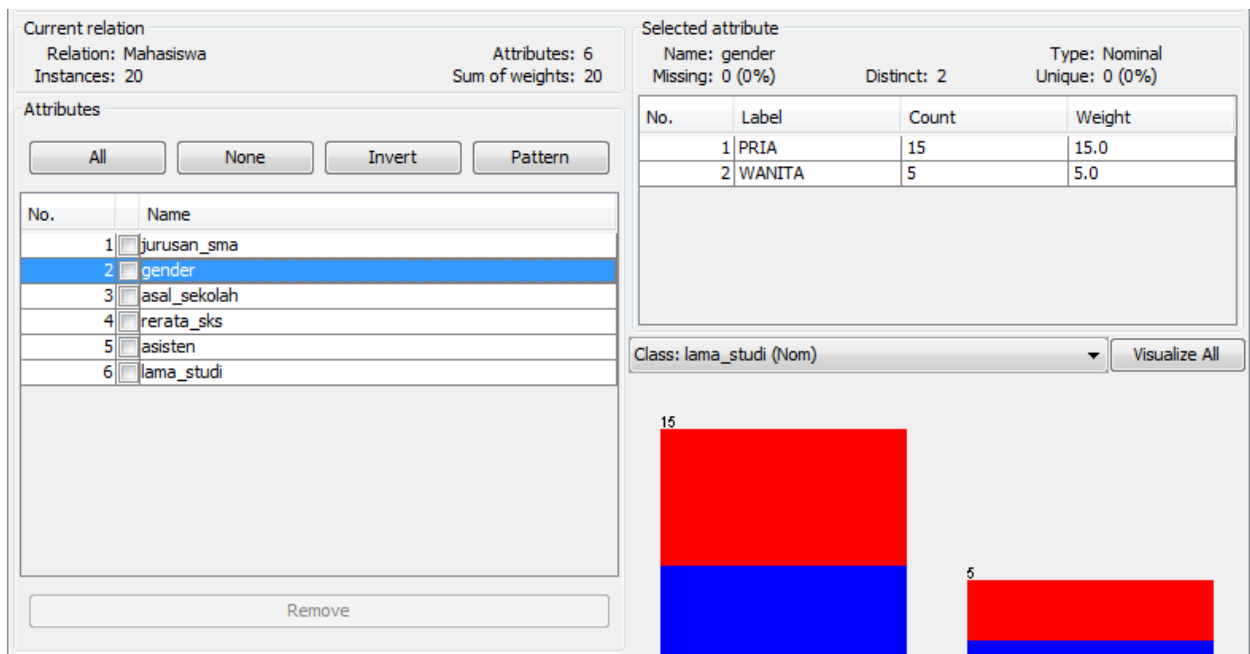 Current relation
Relation: Mahasiswa Attributes: 6
Instances: 20 Sum of weights: 20
Attributes
All None Invert Pattern
No. Name
1 jurusan_sma
2 gender
3 asal_sekolah
4 rerata_sks
5 asisten
6 lama_studi
Remove
Selected attribute
Name: gender Type: Nominal
Missing: 0 (0%) Distinct: 2 Unique: 0 (0%)
No. Label Count Weight
1 PRIA 15 15.0
2 WANITA 5 5.0
Class: lama_studi (Nom) Visualize All
15
5